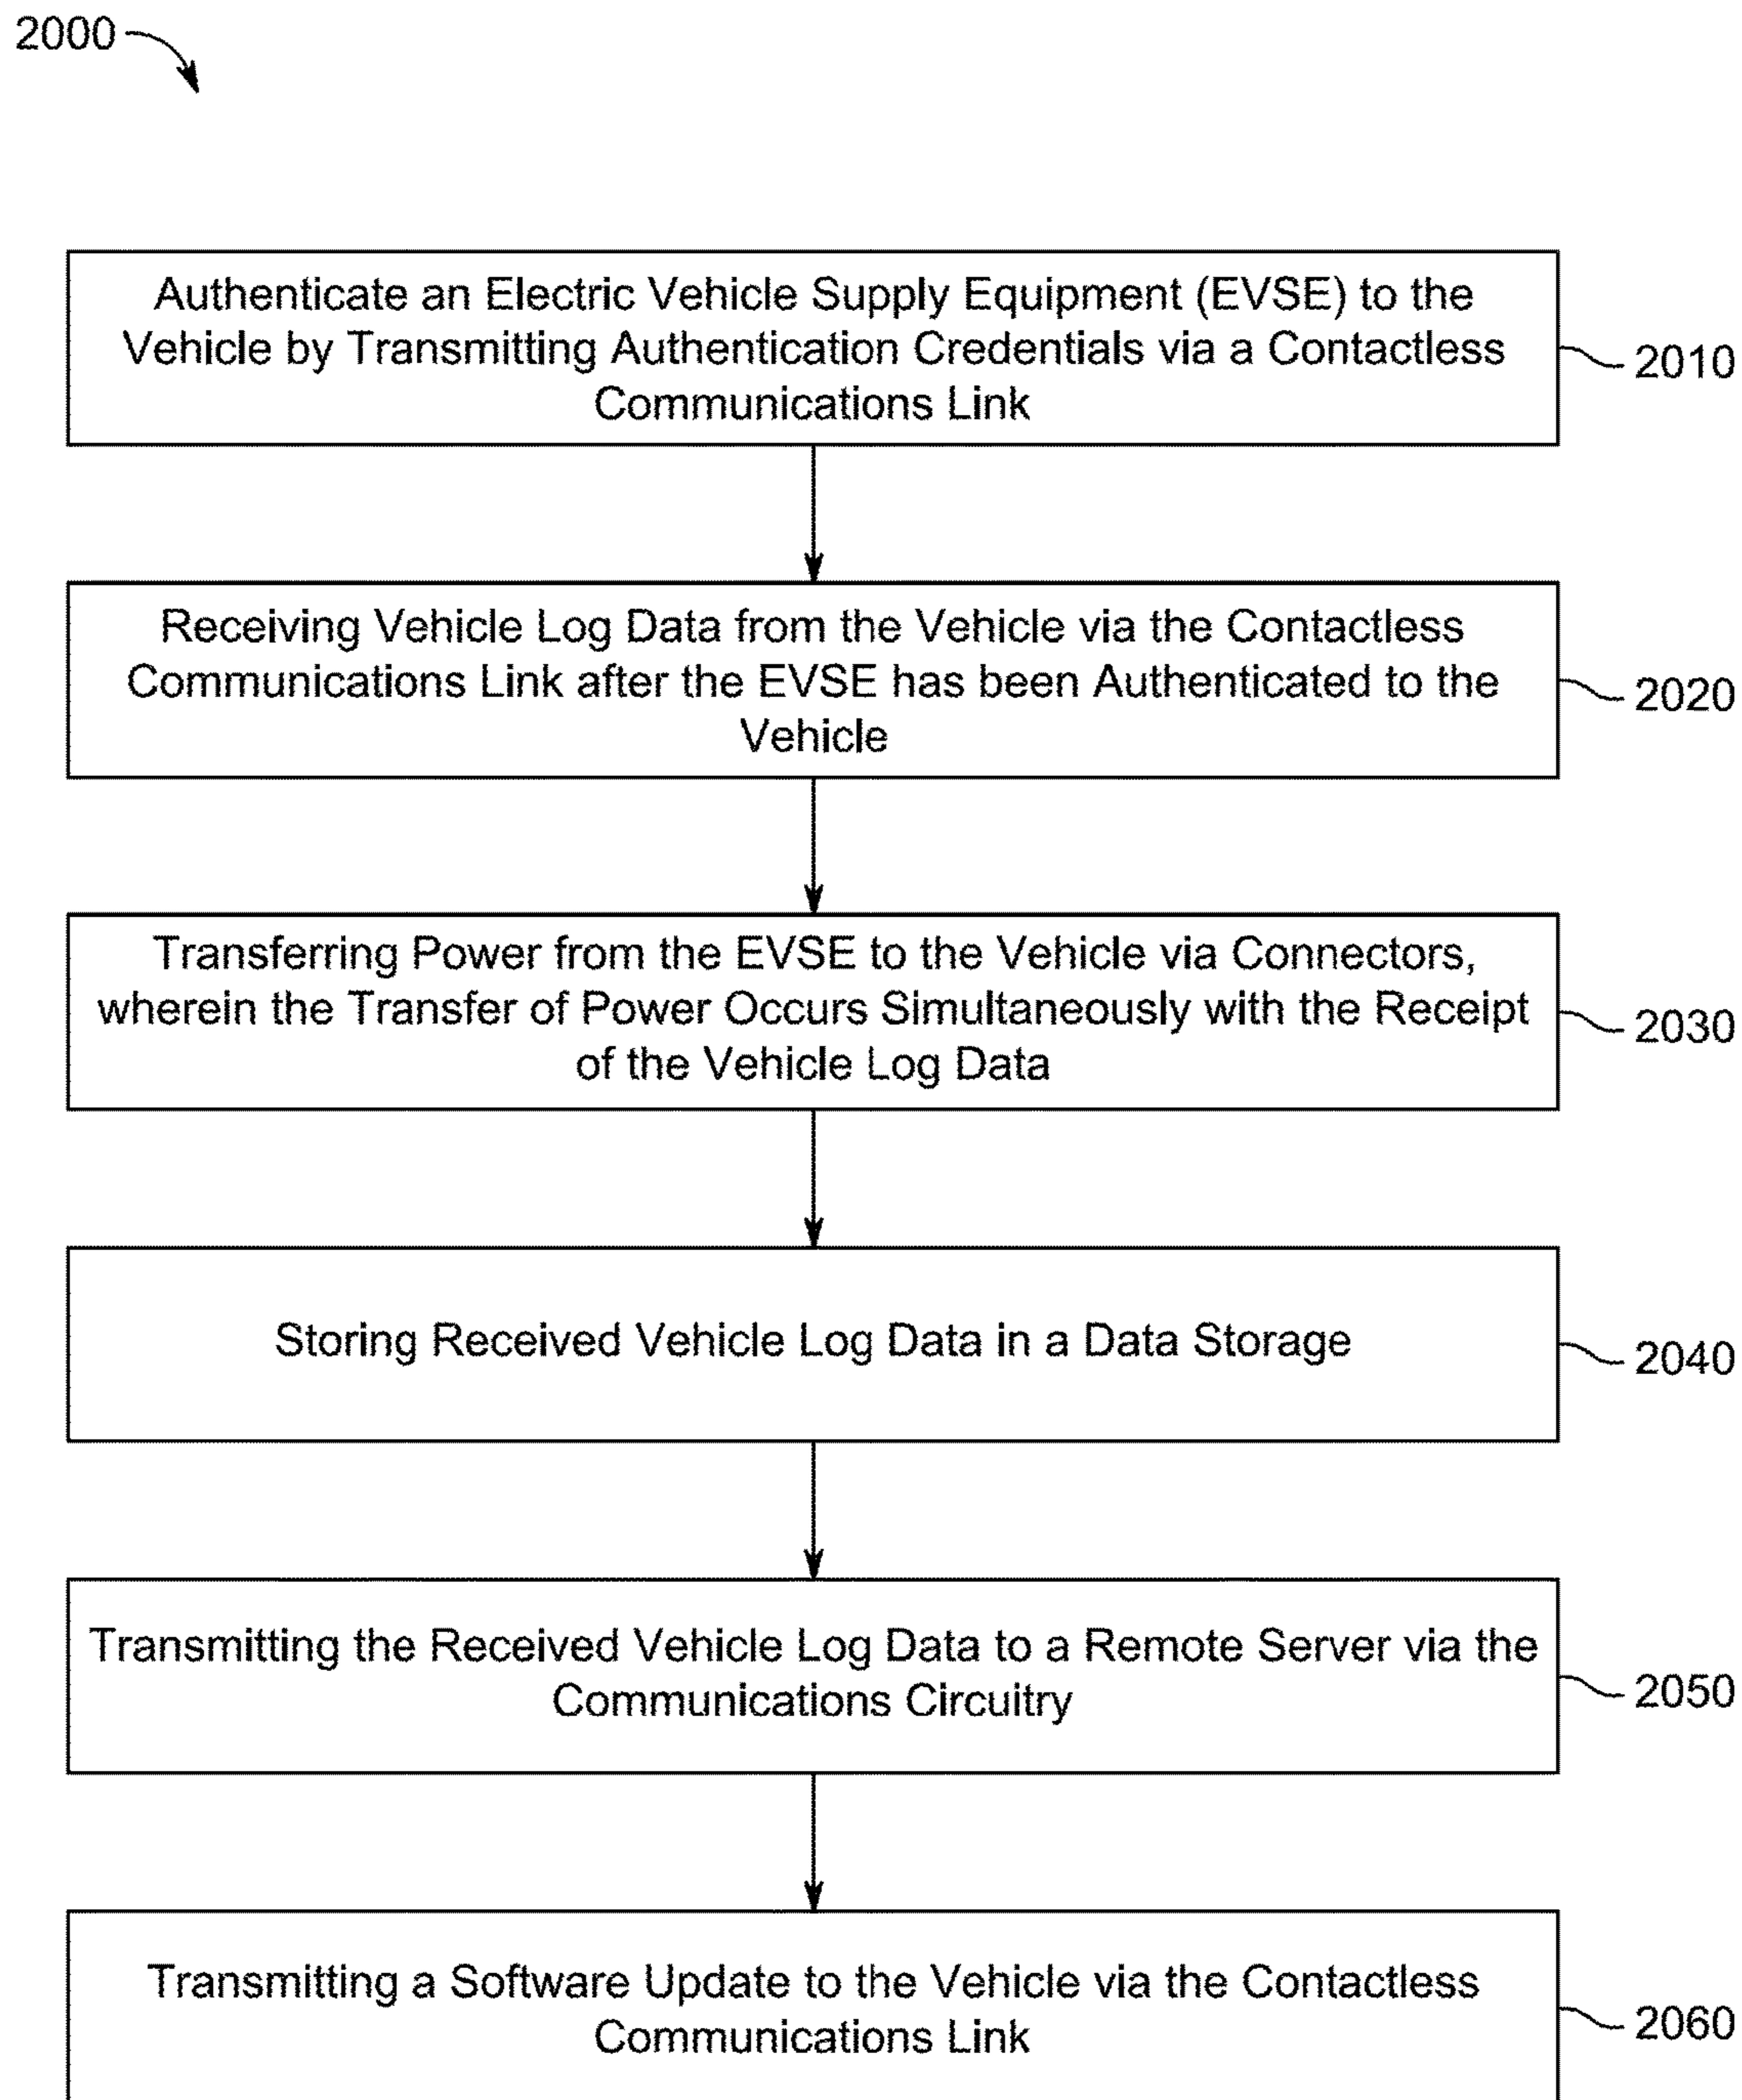 2000
Authenticate an Electric Vehicle Supply Equipment (EVSE) to the
Vehicle by Transmitting Authentication Credentials via a Contactless
Communications Link
2010
Receiving Vehicle Log Data from the Vehicle via the Contactless
Communications Link after the EVSE has been Authenticated to the
Vehicle
2020
Transferring Power from the EVSE to the Vehicle via Connectors,
wherein the Transfer of Power Occurs Simultaneously with the Receipt
of the Vehicle Log Data
2030
Storing Received Vehicle Log Data in a Data Storage
2040
Transmitting the Received Vehicle Log Data to a Remote Server via the
Communications Circuitry
2050
Transmitting a Software Update to the Vehicle via the Contactless
Communications Link
2060